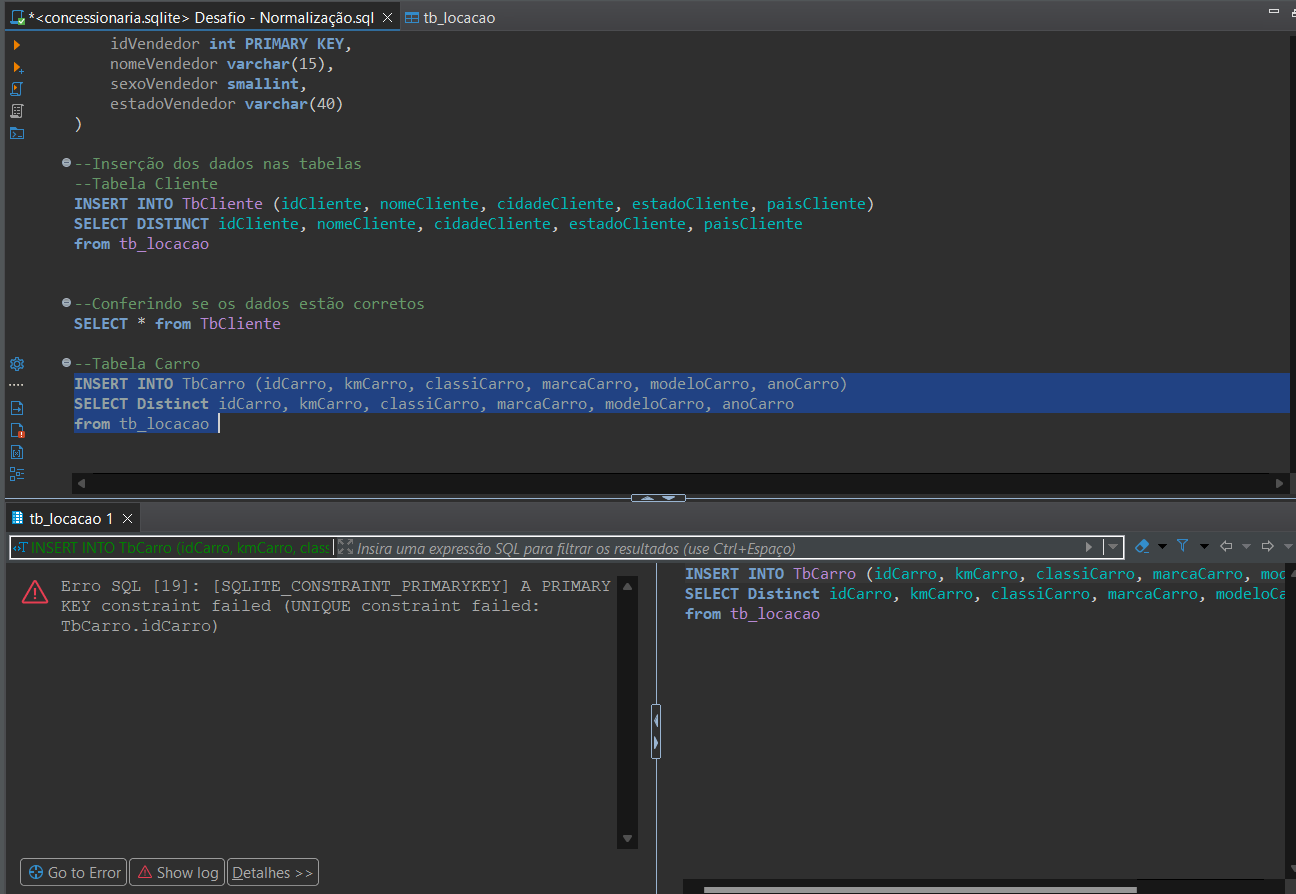 *<concessionaria.sqlite> Desafio - Normalização.sql
tb_locacao
idVendedor int PRIMARY KEY,
nomeVendedor varchar(15),
sexoVendedor smallint,
estadoVendedor varchar(40)
)
--Inserção dos dados nas tabelas
--Tabela Cliente
INSERT INTO TbCliente (idCliente, nomeCliente, cidadeCliente, estadoCliente, paisCliente)
SELECT DISTINCT idCliente, nomeCliente, cidadeCliente, estadoCliente, paisCliente
from tb_locacao
--Conferindo se os dados estão corretos
SELECT * from TbCliente
--Tabela Carro
INSERT INTO TbCarro (idCarro, kmCarro, classiCarro, marcaCarro, modeloCarro, anoCarro)
SELECT Distinct idCarro, kmCarro, classiCarro, marcaCarro, modeloCarro, anoCarro
from tb_locacao
tb_locacao 1
INSERT INTO TbCarro (idCarro, kmCarro, class
Insira uma expressão SQL para filtrar os resultados (use Ctrl+Espaço)
Erro SQL [19]: [SQLITE_CONSTRAINT_PRIMARYKEY] A PRIMARY
KEY constraint failed (UNIQUE constraint failed:
TbCarro.idCarro)
INSERT INTO TbCarro (idCarro, kmCarro, classiCarro, marcaCarro, mod
SELECT Distinct idCarro, kmCarro, classiCarro, marcaCarro, modeloCa
from tb_locacao
Go to Error
Show log
Detalhes >>